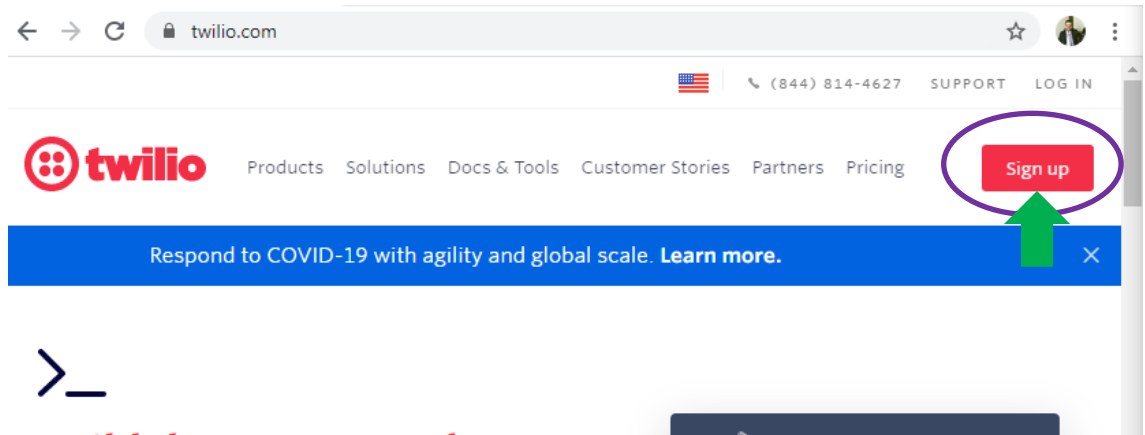 twilio.com
(844) 814-4627 SUPPORT LOG IN
twilio Products Solutions Docs & Tools Customer Stories Partners Pricing Sign up
Respond to COVID-19 with agility and global scale. Learn more.
>_